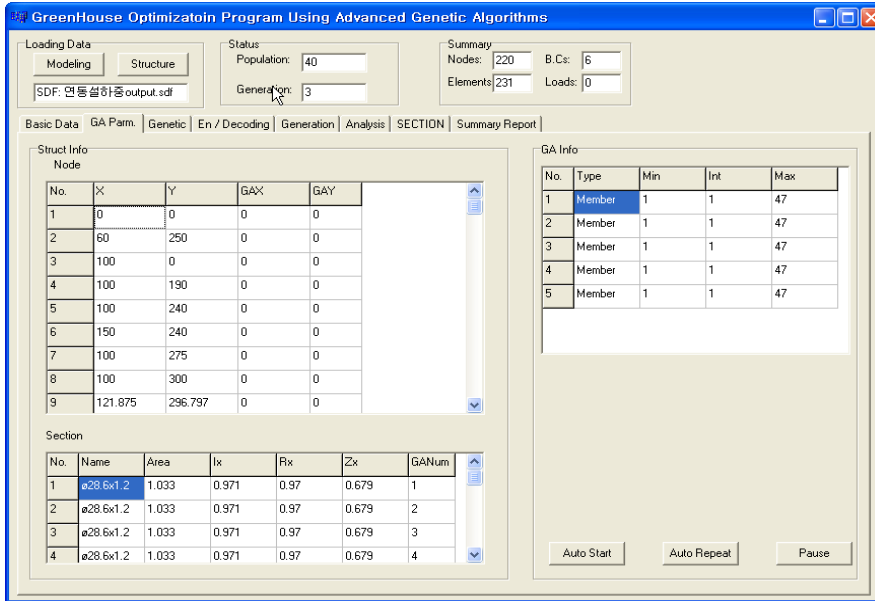 GreenHouse Optimizatoin Program Using Advanced Genetic Algorithms
Loading Data
Modeling Structure
SDF: 연동설하중output.sdf
Status
Population: 40
Generation: 3
Summary
Nodes: 220 B.Cs: 6
Elements 231 Loads: 0
Basic Data GA Parm. Genetic En / Decoding Generation Analysis SECTION Summary Report
Struct Info
Node
No. X Y GAX GAY
1 0 0 0 0
2 60 250 0 0
3 100 0 0 0
4 100 190 0 0
5 100 240 0 0
6 150 240 0 0
7 100 275 0 0
8 100 300 0 0
9 121.875 296.797 0 0
Section
No. Name Area Ix Rx Zx GANum
1 ø28.6x1.2 1.033 0.971 0.97 0.679 1
2 ø28.6x1.2 1.033 0.971 0.97 0.679 2
3 ø28.6x1.2 1.033 0.971 0.97 0.679 3
4 ø28.6x1.2 1.033 0.971 0.97 0.679 4
GA Info
No. Type Min Int Max
1 Member 1 1 47
2 Member 1 1 47
3 Member 1 1 47
4 Member 1 1 47
5 Member 1 1 47
Auto Start Auto Repeat Pause